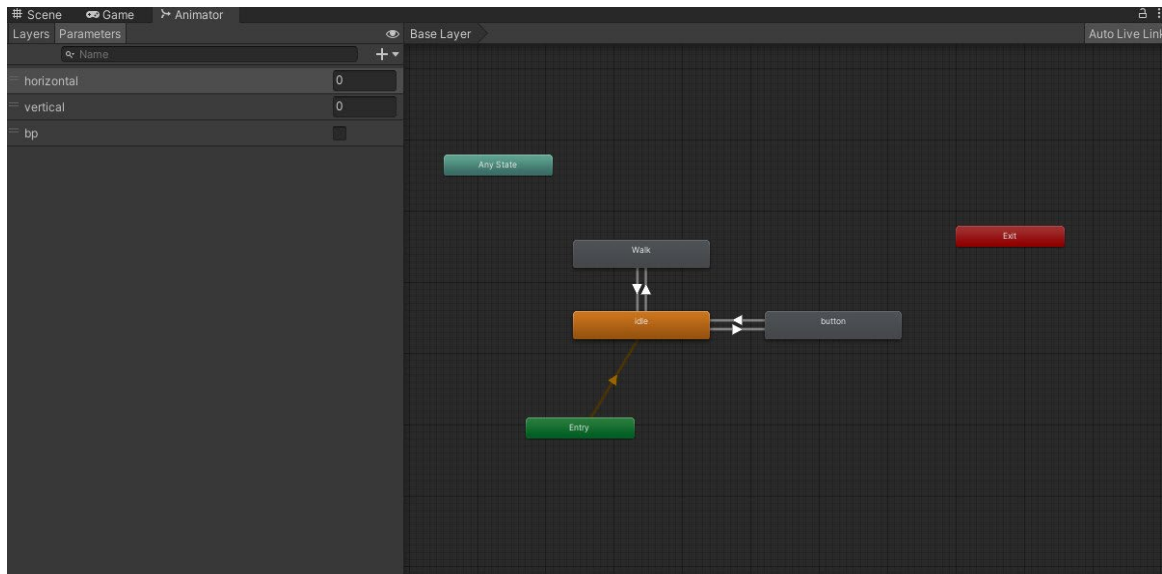 Scene Game Animator
Layers Parameters Base Layer Auto Live Link
Name
horizontal 0
vertical 0
bp
Any State
Exit
Walk
idle
button
Entry